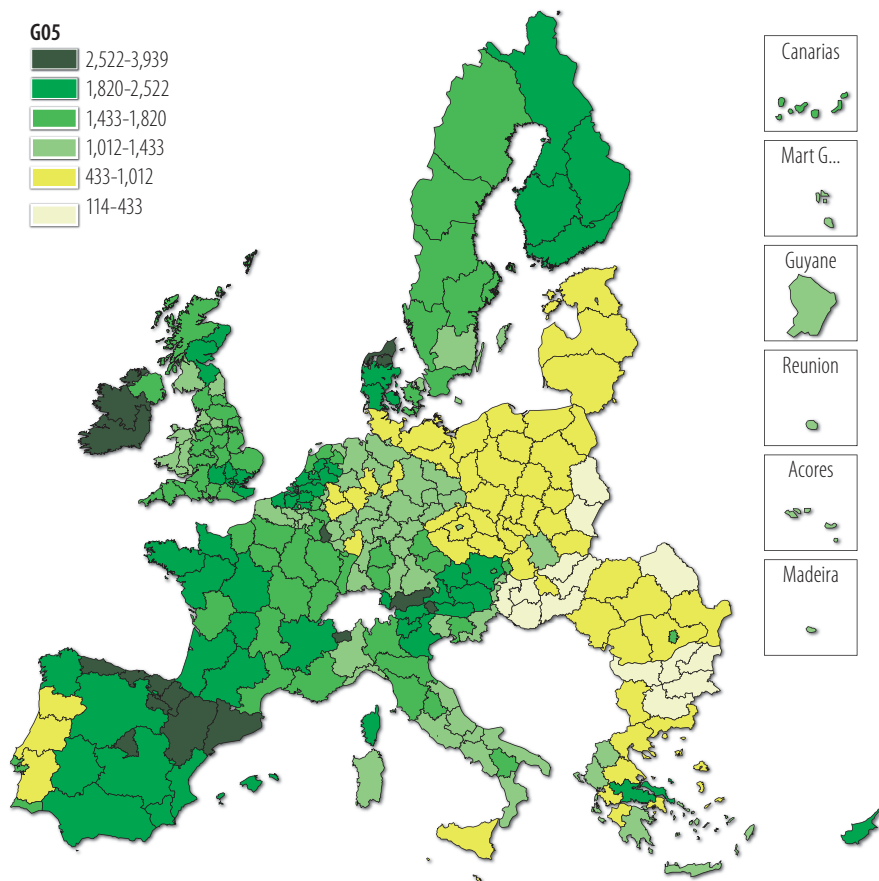 G05
2,522-3,939
1,820-2,522
1,433-1,820
1,012-1,433
433-1,012
114-433
Canarias
Mart G...
Guyane
Reunion
Acores
Madeira